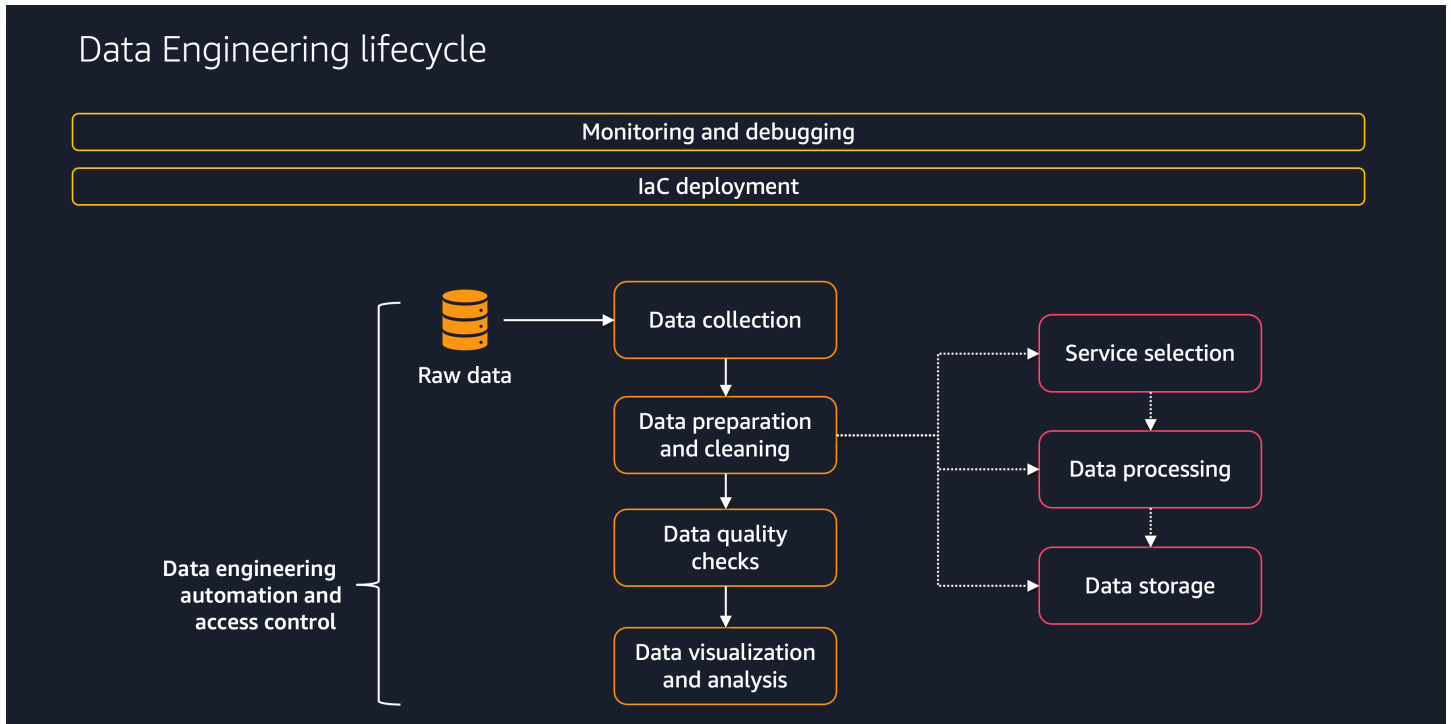 Data Engineering lifecycle
Monitoring and debugging
IaC deployment
Raw data
Data collection
Data preparation
and cleaning
Data quality
checks
Data visualization
and analysis
Service selection
Data processing
Data storage
Data engineering
automation and
access control